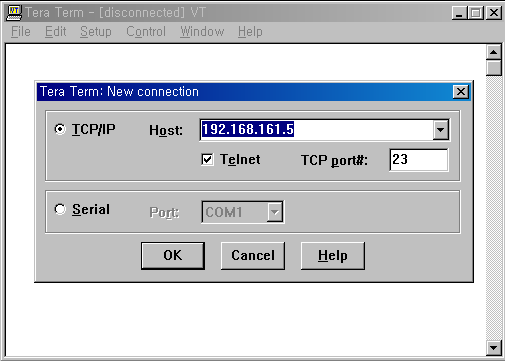 Tera Term - [disconnected] VT
File Edit Setup Control Window Help
Tera Term: New connection
TCP/IP Host: 192.168.161.5
Telnet TCP port#: 23
Serial Port: COM1
OK Cancel Help